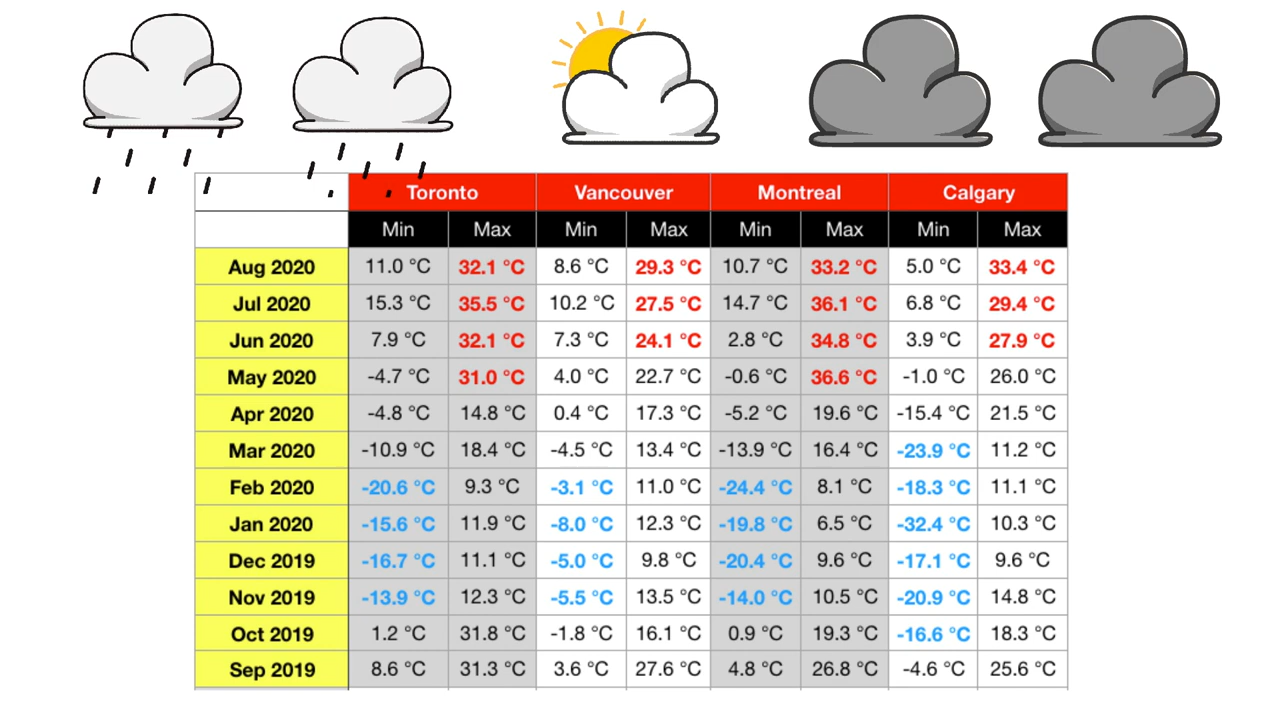 Toronto Vancouver Montreal Calgary
Min Max Min Max Min Max Min Max
Aug 2020 11.0 °C 32.1 °C 8.6 °C 29.3 °C 10.7 °C 33.2 °C 5.0 °C 33.4 °C
Jul 2020 15.3 °C 35.5 °C 10.2 °C 27.5 °C 14.7 °C 36.1 °C 6.8 °C 29.4 °C
Jun 2020 7.9 °C 32.1 °C 7.3 °C 24.1 °C 2.8 °C 34.8 °C 3.9 °C 27.9 °C
May 2020 -4.7 °C 31.0 °C 4.0 °C 22.7 °C -0.6 °C 36.6 °C -1.0 °C 26.0 °C
Apr 2020 -4.8 °C 14.8 °C 0.4 °C 17.3 °C -5.2 °C 19.6 °C -15.4 °C 21.5 °C
Mar 2020 -10.9 °C 18.4 °C -4.5 °C 13.4 °C -13.9 °C 16.4 °C -23.9 °C 11.2 °C
Feb 2020 -20.6 °C 9.3 °C -3.1 °C 11.0 °C -24.4 °C 8.1 °C -18.3 °C 11.1 °C
Jan 2020 -15.6 °C 11.9 °C -8.0 °C 12.3 °C -19.8 °C 6.5 °C -32.4 °C 10.3 °C
Dec 2019 -16.7 °C 11.1 °C -5.0 °C 9.8 °C -20.4 °C 9.6 °C -17.1 °C 9.6 °C
Nov 2019 -13.9 °C 12.3 °C -5.5 °C 13.5 °C -14.0 °C 10.5 °C -20.9 °C 14.8 °C
Oct 2019 1.2 °C 31.8 °C -1.8 °C 16.1 °C 0.9 °C 19.3 °C -16.6 °C 18.3 °C
Sep 2019 8.6 °C 31.3 °C 3.6 °C 27.6 °C 4.8 °C 26.8 °C -4.6 °C 25.6 °C